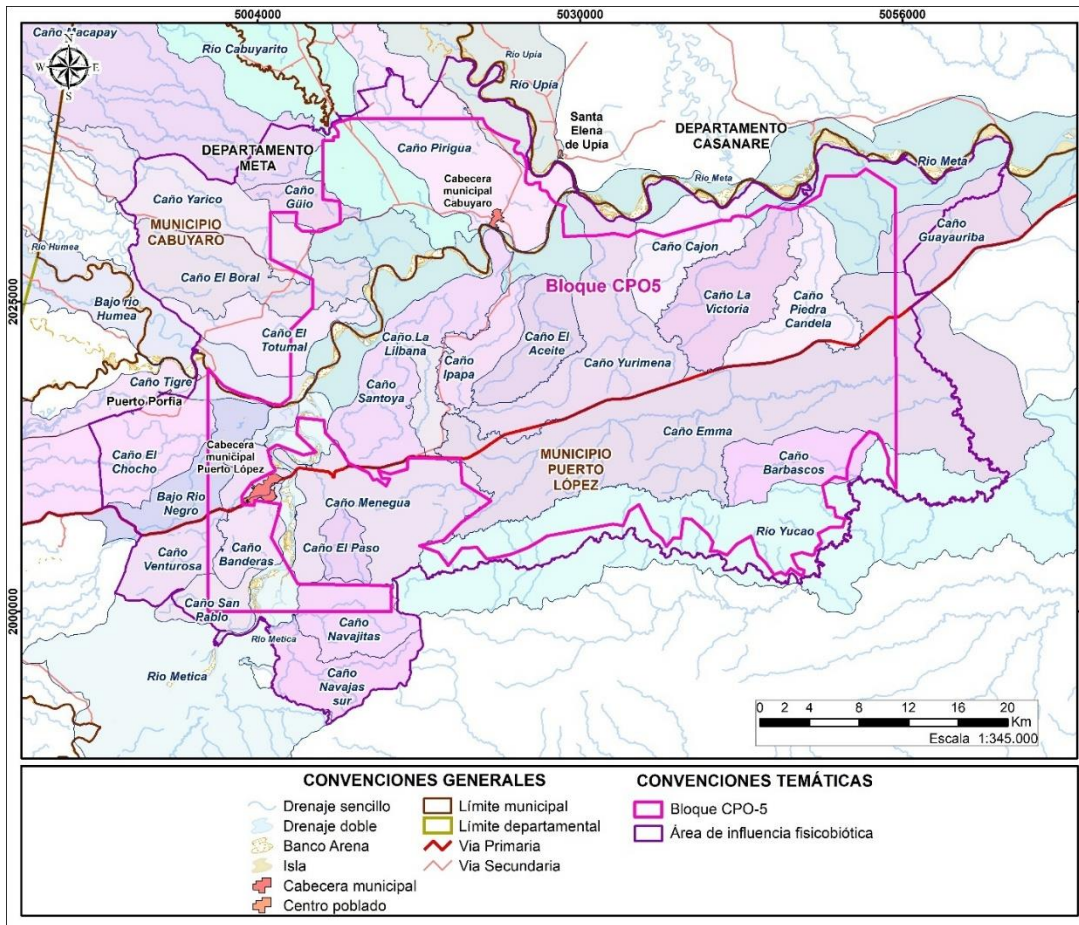 5004000
5030000
5056000
2025000
2000000
Caño Macapay
N
W
E
S
Río Cabuyarito
Río Upía
Río Upía
Santa
Elena
de Upía
DEPARTAMENTO
CASANARE
DEPARTAMENTO
META
Caño Pirigua
Cabecera
municipal
Cabuyaro
Río Meta
Río Meta
Caño Yarico
Caño
Güio
MUNICIPIO
CABUYARO
Caño Cajon
Caño
Guayauriba
Río Humea
Caño El Boral
Bloque CPO5
Bajo rio
Humea
Caño La
Victoria
Caño
Piedra
Candela
Caño El
Totumal
Caño La
Lilbana
Caño El
Aceite
Caño
Ipapa
Caño Yurimena
Caño Tigre
Puerto Porfia
Caño
Santoya
Caño El
Chocho
Cabecera
municipal
Puerto López
Caño Emma
MUNICIPIO
PUERTO
LÓPEZ
Caño
Barbascos
Bajo Rio
Negro
Caño Menegua
Río Yucao
Caño
Venturosa
Caño
Banderas
Caño El Paso
Caño San
Pablo
Río Metica
Caño
Navajitas
Río Metica
Caño
Navajas
sur
0 2 4 8 12 16 20
Km
Escala 1:345.000
CONVENCIONES GENERALES
Drenaje sencillo
Drenaje doble
Banco Arena
Isla
Cabecera municipal
Centro poblado
Límite municipal
Límite departamental
Via Primaria
Via Secundaria
CONVENCIONES TEMÁTICAS
Bloque CPO-5
Área de influencia fisicobiótica